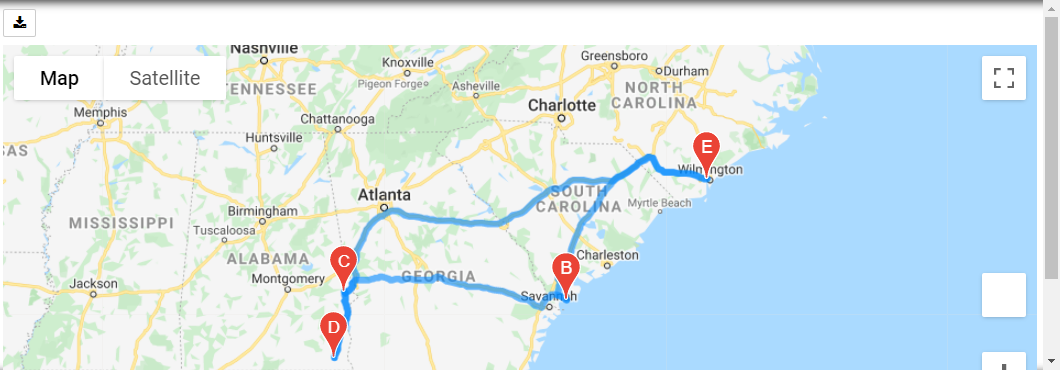 Nashville
Greensboro
Knoxville
Durham
Map
Satellite
Pigeon Forge
TENNESSEE
Asheville
NORTH
CAROLINA
Charlotte
Memphis
Chattanooga
Huntsville
SAS
E
Wilmington
Atlanta
SOUTH
CAROLINA
Myrtle Beach
Birmingham
MISSISSIPPI
Tuscaloosa
ALABAMA
C
B
Charleston
GEORGIA
Montgomery
Jackson
Savannah
D